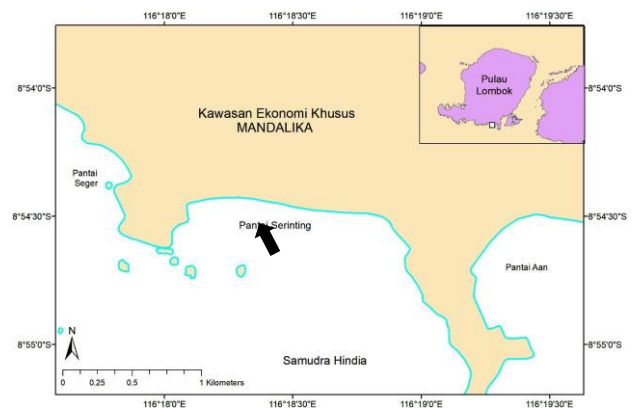 116°18'0"E 116°18'30"E 116°19'0"E 116°19'30"E
8°54'0"S 8°54'0"S
Pulau
Lombok
Kawasan Ekonomi Khusus
MANDALIKA
Pantai
Seger
8°54'30"S 8°54'30"S
Pantai Serinting
Pantai Aan
N
8°55'0"S 8°55'0"S
Samudra Hindia
0 0.25 0.5 1 Kilometers
116°18'0"E 116°18'30"E 116°19'0"E 116°19'30"E